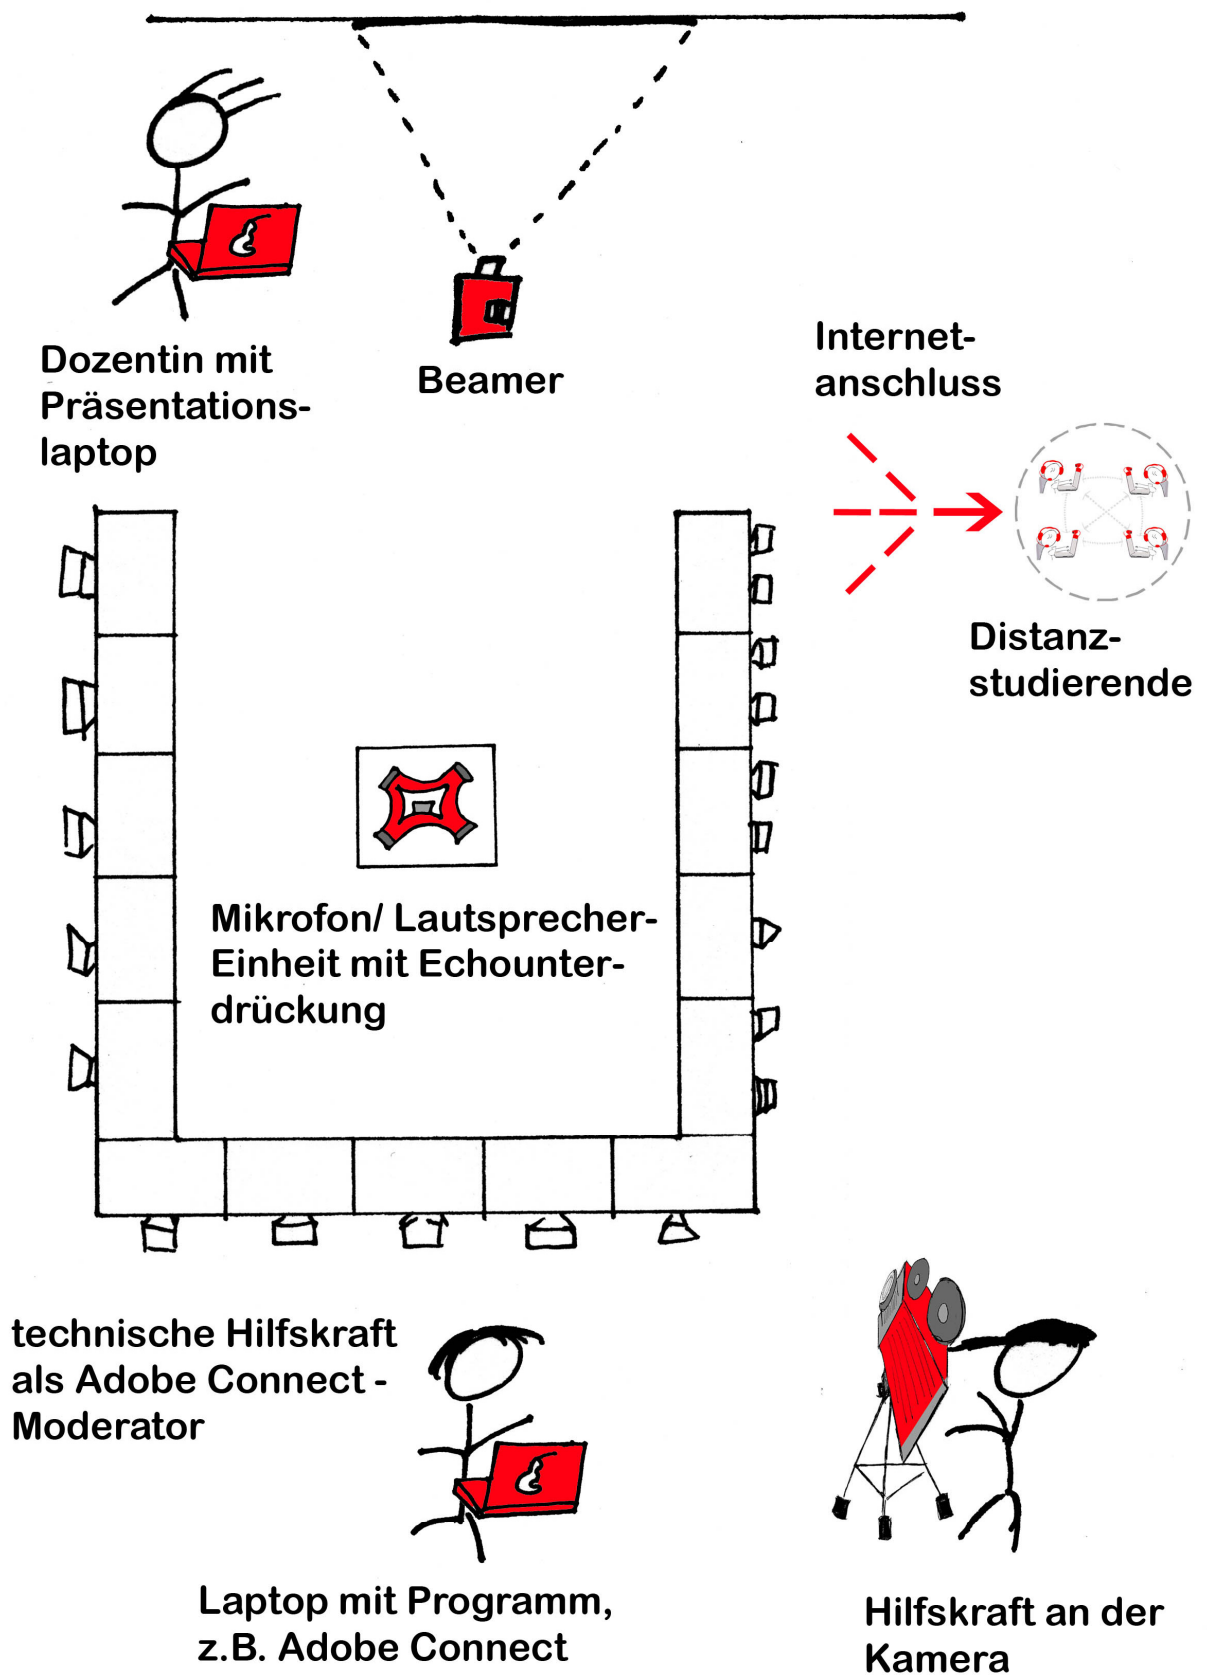 Dozentin mit
Präsentations-
laptop
Beamer
Internet-
anschluss
Distanz-
studierende
Mikrofon/ Lautsprecher-
Einheit mit Echounter-
drückung
technische Hilfskraft
als Adobe Connect -
Moderator
Laptop mit Programm,
z.B. Adobe Connect
Hilfskraft an der
Kamera